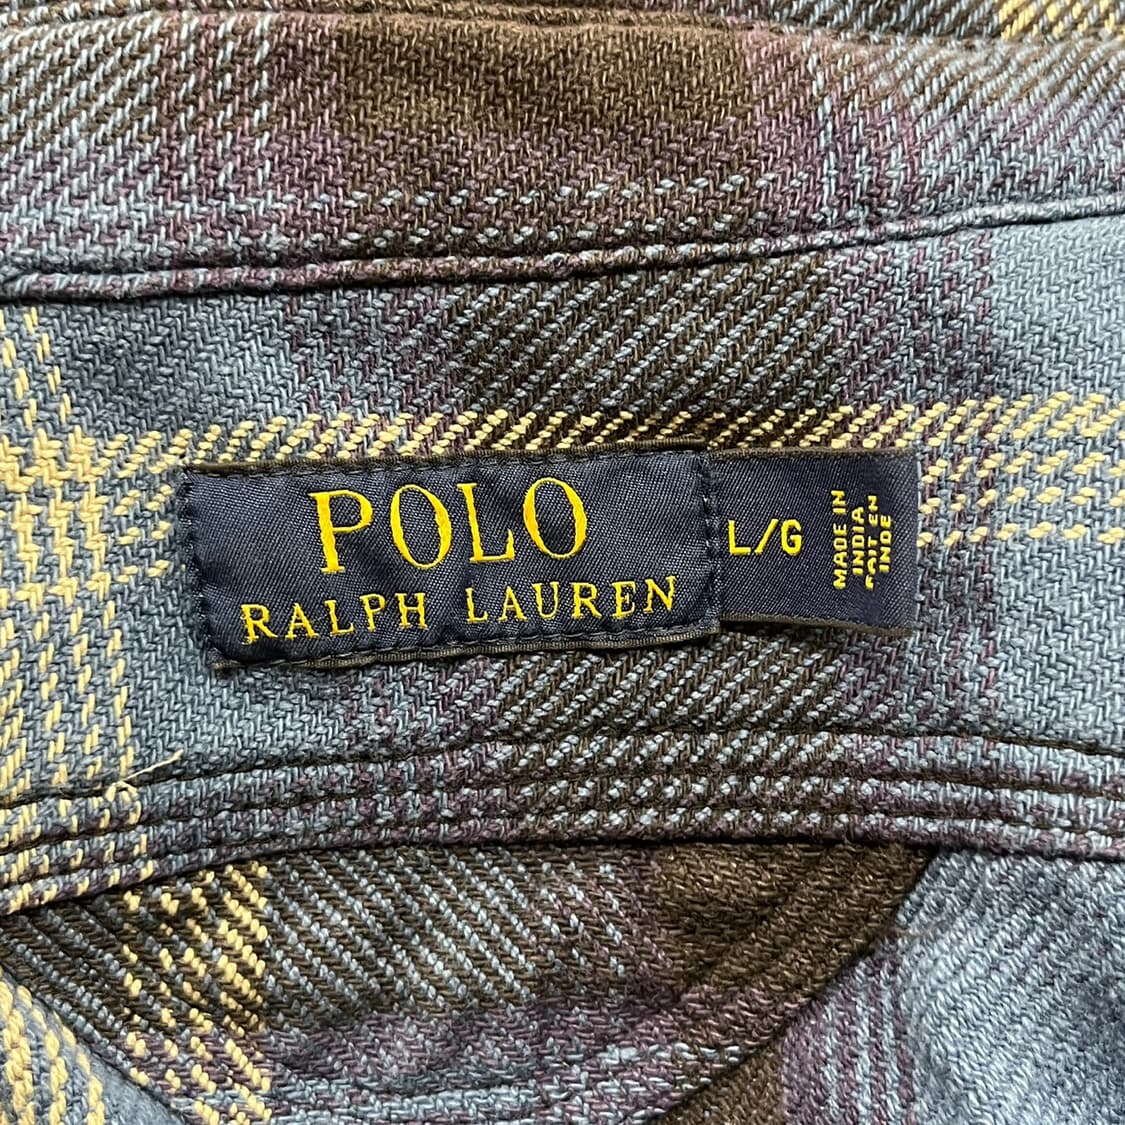 POLO
RALPH LAUREN
L/G
MADE IN
INDIA
FAIT EN
INDE